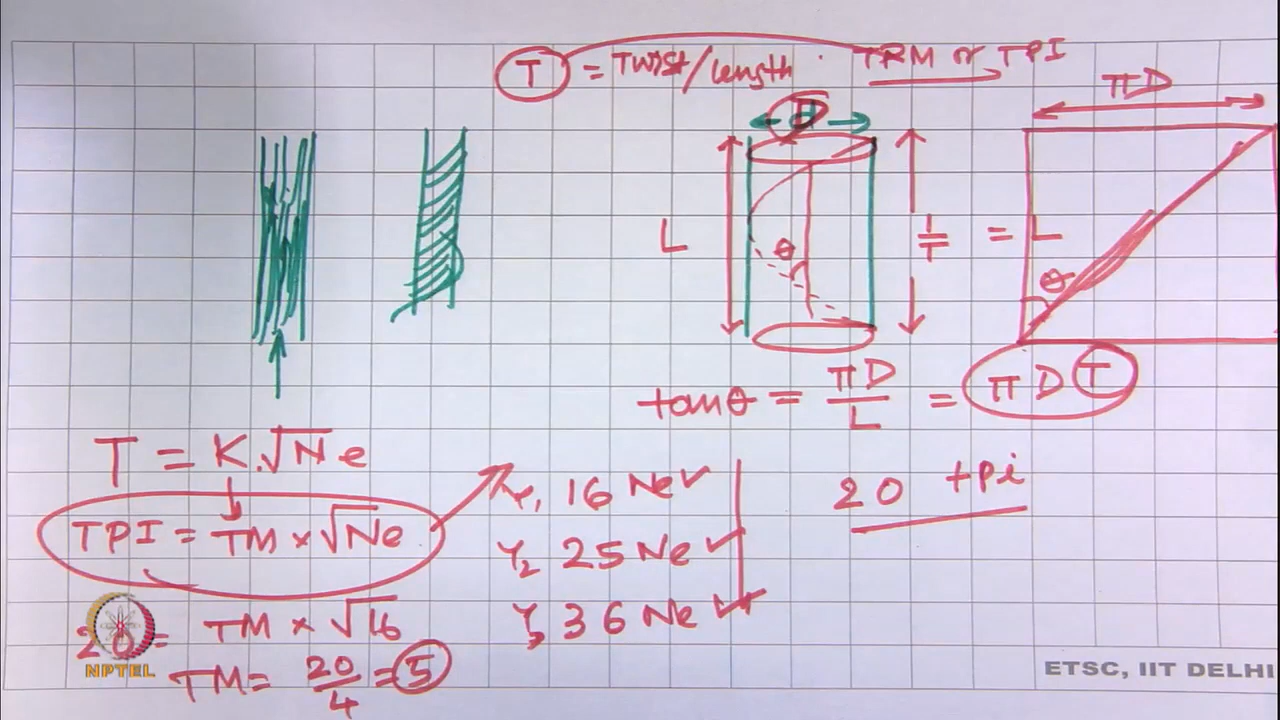 T = Twist/length. TRM or TPI
πD
D
L
θ
1/T = L
θ
tanθ = πD/L = πDT
T = K.√Ne
TPI = TM × √Ne
Y1 16 Ne ✓
Y2 25 Ne ✓
Y3 36 Ne ✓
20 tpi
20 = TM × √16
TM = 20/4 = 5
NPTEL
ETSC, IIT DELHI